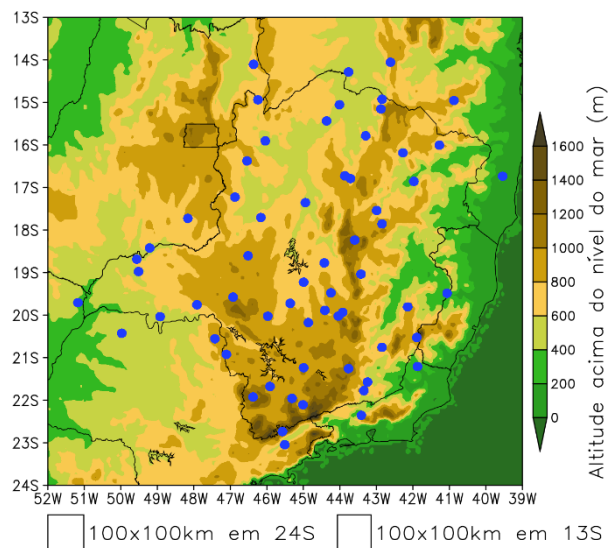 13S
14S
15S
16S
17S
18S
19S
20S
21S
22S
23S
24S
52W 51W 50W 49W 48W 47W 46W 45W 44W 43W 42W 41W 40W 39W
1600
1400
1200
1000
800
600
400
200
0
Altitude acima do nível do mar (m)
100x100km em 24S
100x100km em 13S